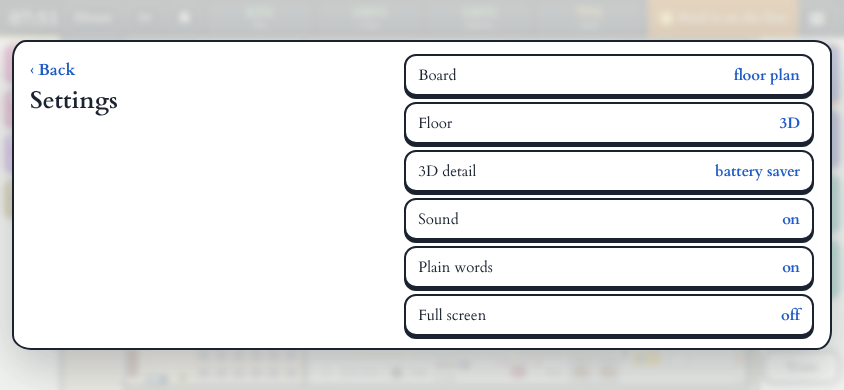 ‹ Back
Settings
Board floor plan
Floor 3D
3D detail battery saver
Sound on
Plain words on
Full screen off